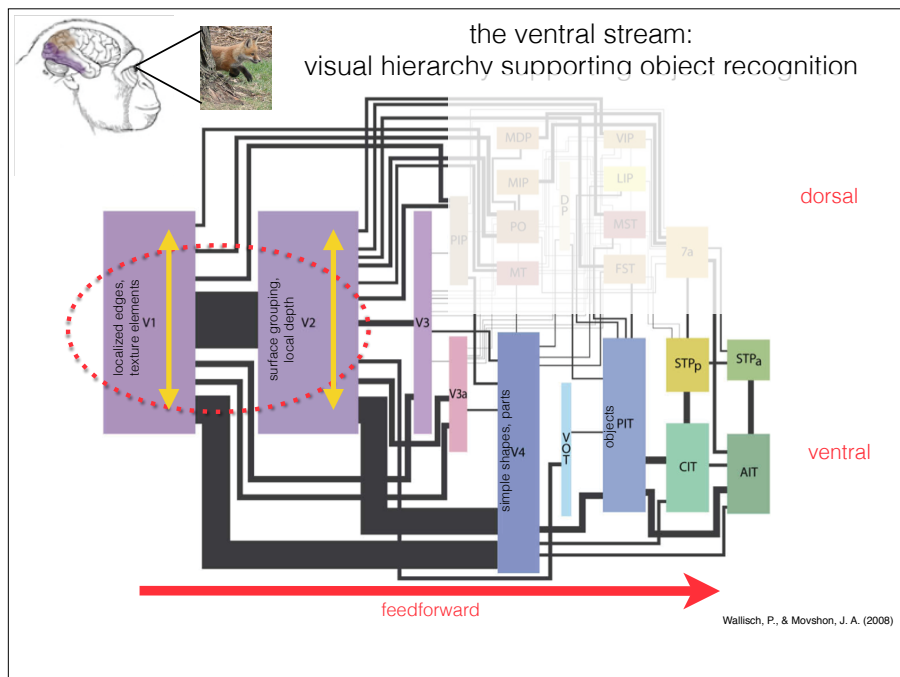 the ventral stream:
visual hierarchy supporting object recognition
MDP
VIP
MIP
LIP
DP
dorsal
PIP
PO
MST
7a
MT
FST
localized edges,
texture elements
V1
surface grouping,
local depth
V2
V3
V3a
simple shapes, parts
V4
VOT
objects
PIT
STPp
STPa
CIT
AIT
ventral
feedforward
Wallisch, P., & Movshon, J. A. (2008)